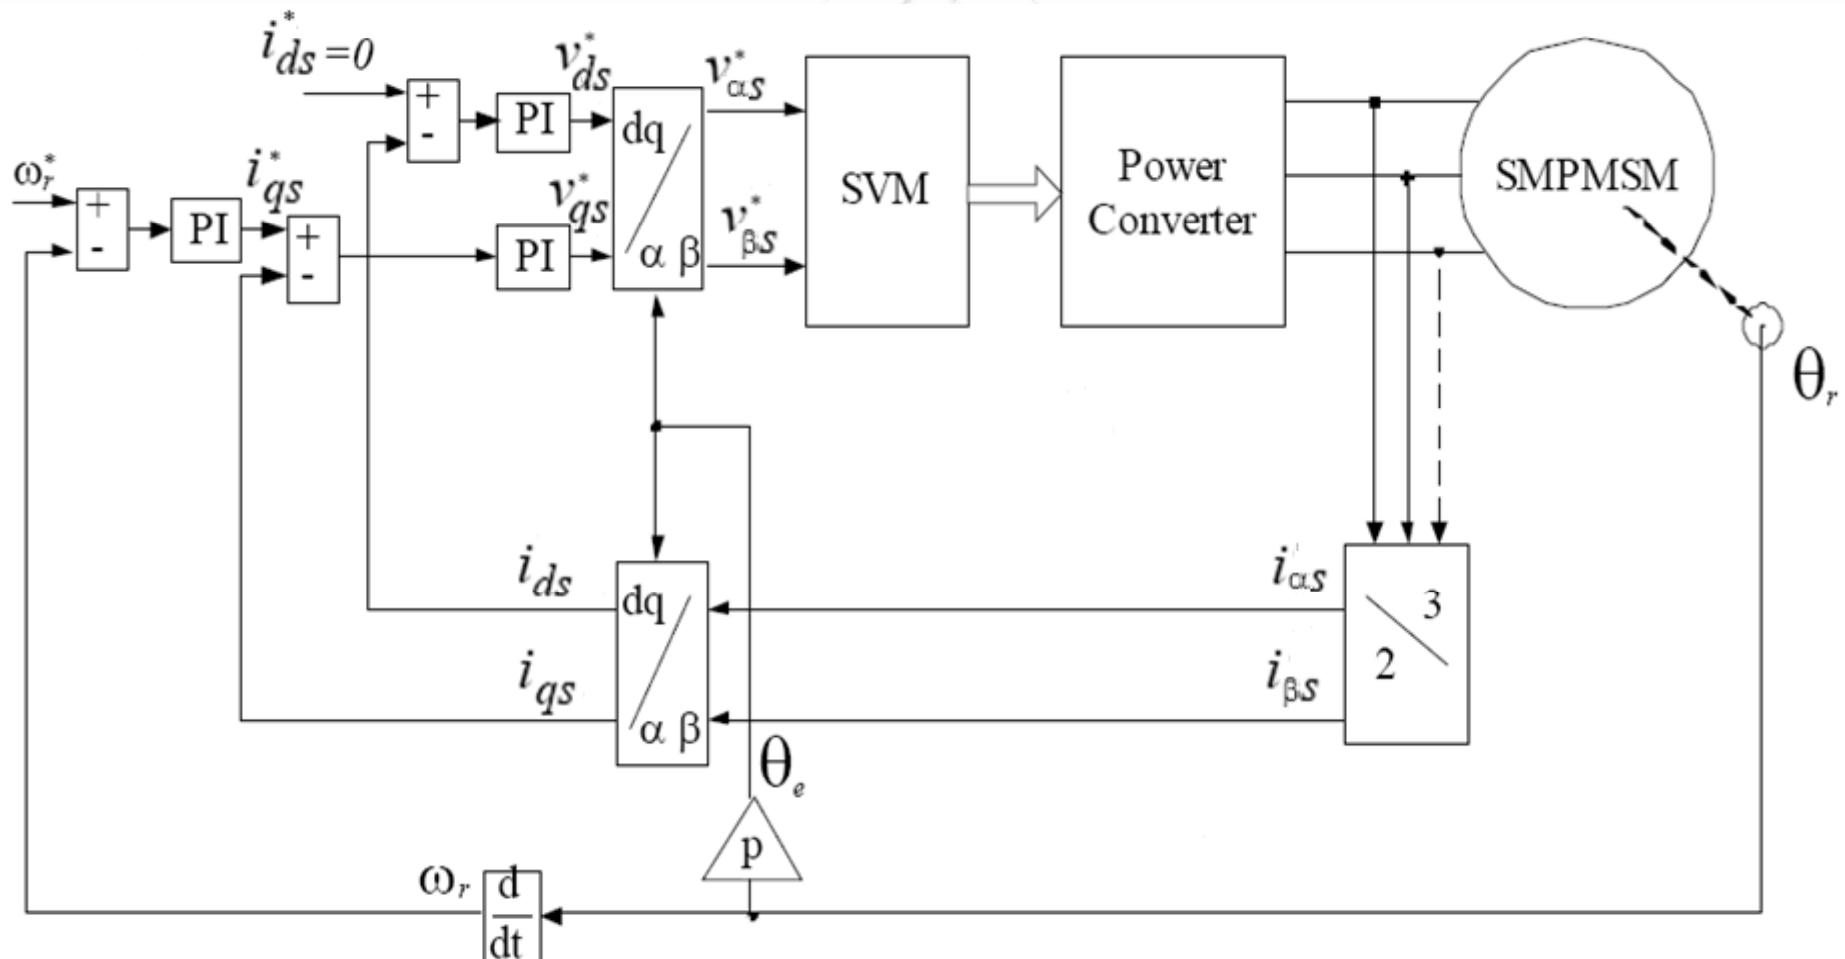 i*ds=0
v*ds
v*αs
ω*r
i*qs
v*qs
v*βs
+
-
PI
dq
α β
SVM
Power
Converter
SMPMSM
+
-
PI
+
-
PI
θr
ids
iqs
dq
α β
iαs
iβs
3
2
θe
p
ωr
d
dt